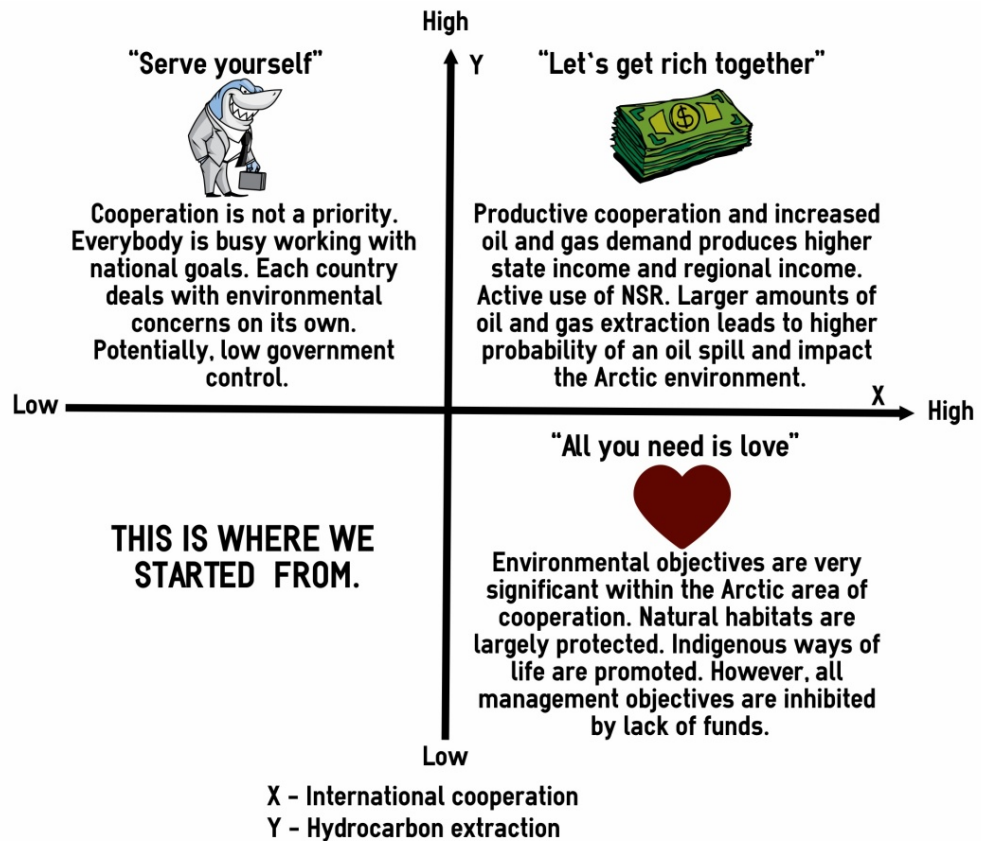 High
Y
"Serve yourself"
Cooperation is not a priority.
Everybody is busy working with
national goals. Each country
deals with environmental
concerns on its own.
Potentially, low government
control.
"Let`s get rich together"
$
Productive cooperation and increased
oil and gas demand produces higher
state income and regional income.
Active use of NSR. Larger amounts of
oil and gas extraction leads to higher
probability of an oil spill and impact
the Arctic environment.
Low
X
High
THIS IS WHERE WE
STARTED FROM.
"All you need is love"
Environmental objectives are very
significant within the Arctic area of
cooperation. Natural habitats are
largely protected. Indigenous ways of
life are promoted. However, all
management objectives are inhibited
by lack of funds.
Low
X - International cooperation
Y - Hydrocarbon extraction